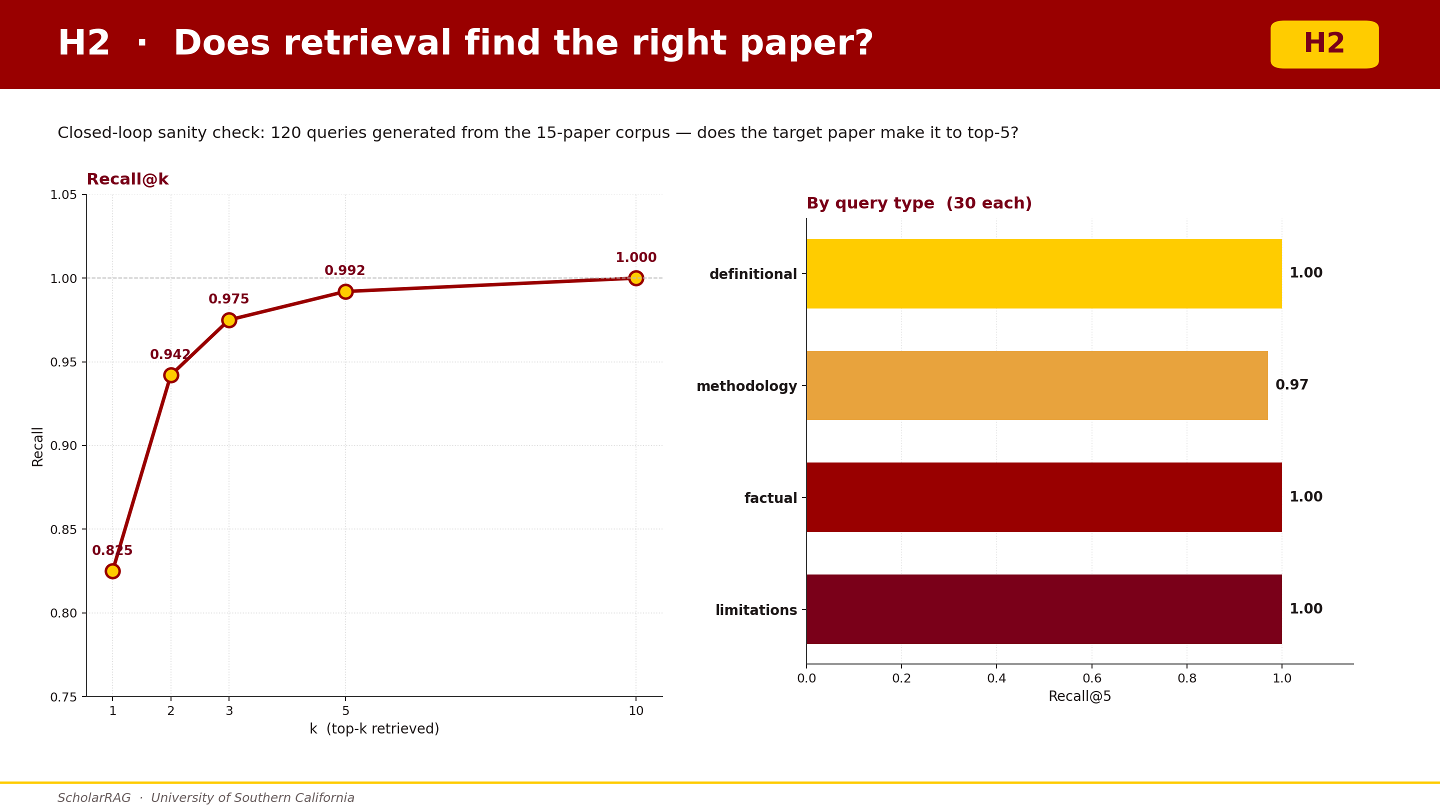 H2 · Does retrieval find the right paper?
H2
Closed-loop sanity check: 120 queries generated from the 15-paper corpus — does the target paper make it to top-5?
Recall@k
1.05
1.00
0.95
0.90
0.85
0.80
0.75
Recall
0.825
0.942
0.975
0.992
1.000
1 2 3 5 10
k (top-k retrieved)
By query type (30 each)
definitional 1.00
methodology 0.97
factual 1.00
limitations 1.00
0.0 0.2 0.4 0.6 0.8 1.0
Recall@5
ScholarRAG · University of Southern California